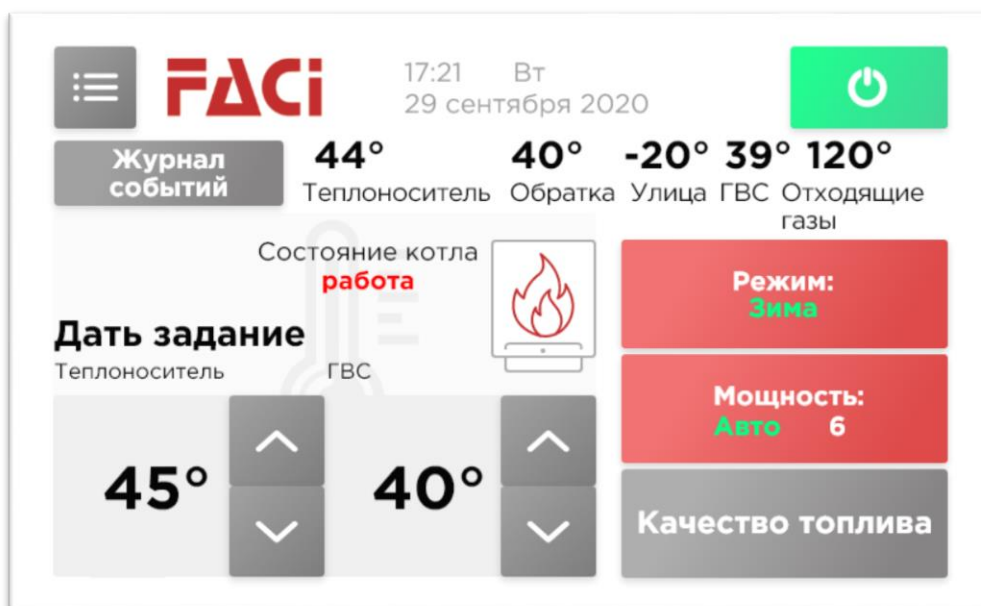 FACi
17:21 Вт
29 сентября 2020
Журнал
событий
44° 40° -20° 39° 120°
Теплоноситель Обратка Улица ГВС Отходящие
газы
Состояние котла
работа
Дать задание
Теплоноситель ГВС
45° 40°
Режим:
Зима
Мощность:
Авто 6
Качество топлива